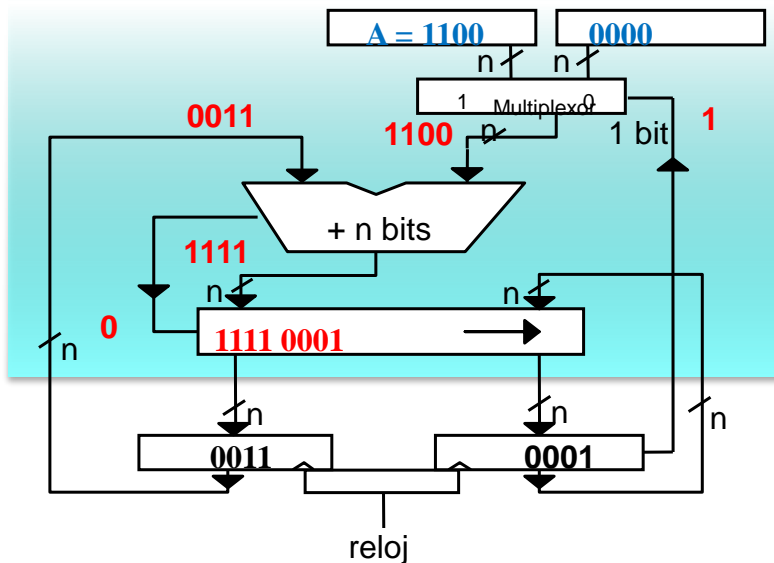 A = 1100
0000
n
n
1
Multiplexor
0
0011
1100
n
1 bit
1
+ n bits
1111
n
n
0
n
1111 0001
n
n
n
0011
0001
reloj